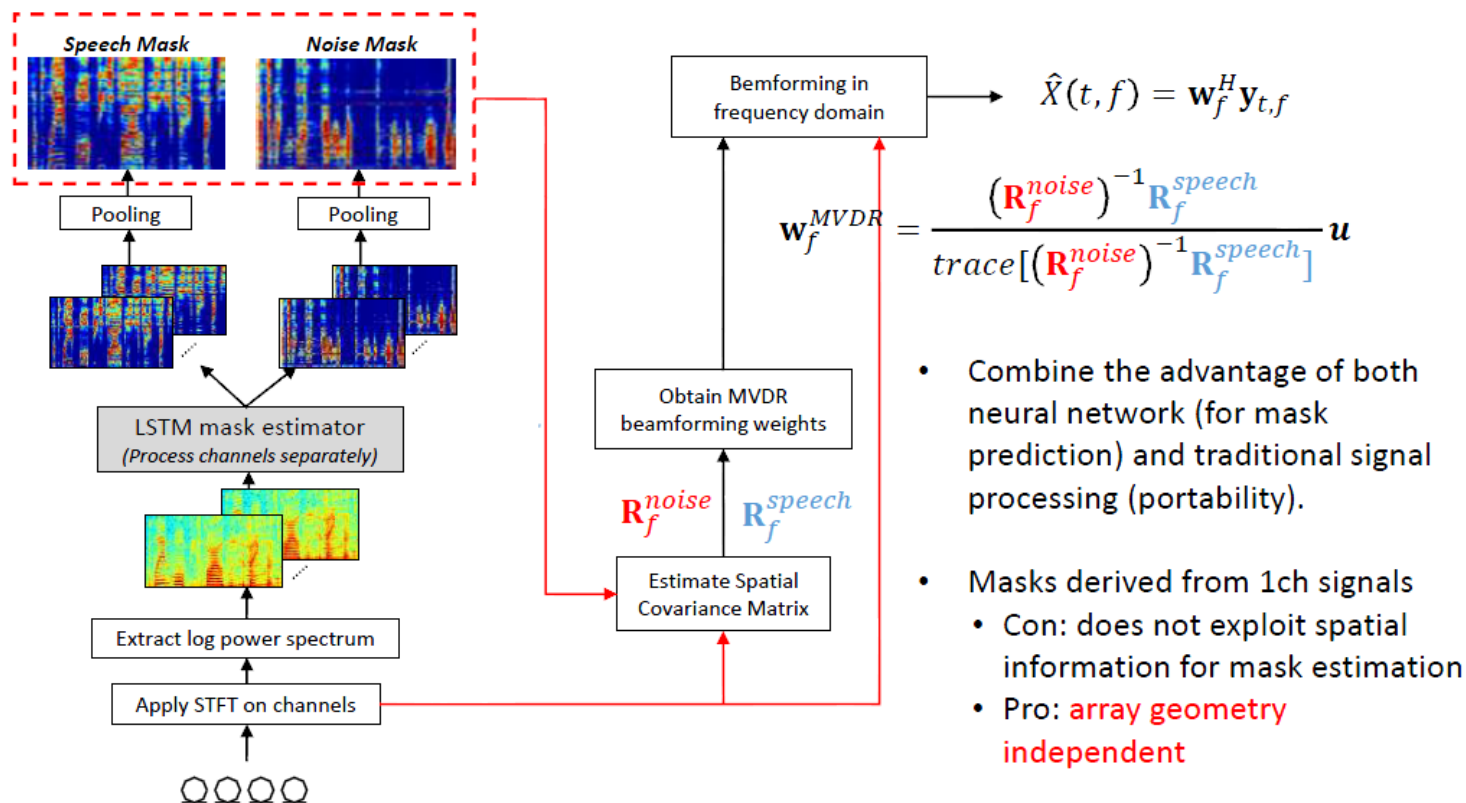 Speech Mask
Noise Mask
Pooling
Pooling
LSTM mask estimator
(Process channels separately)
Extract log power spectrum
Apply STFT on channels
Bemforming in
frequency domain
Obtain MVDR
beamforming weights
R_f^{noise}
R_f^{speech}
Estimate Spatial
Covariance Matrix
X̂(t, f) = w_f^H y_{t,f}
w_f^{MVDR} = \frac{(R_f^{noise})^{-1} R_f^{speech}}{trace[(R_f^{noise})^{-1} R_f^{speech}]} u
• Combine the advantage of both
neural network (for mask
prediction) and traditional signal
processing (portability).
• Masks derived from 1ch signals
• Con: does not exploit spatial
information for mask estimation
• Pro: array geometry
independent